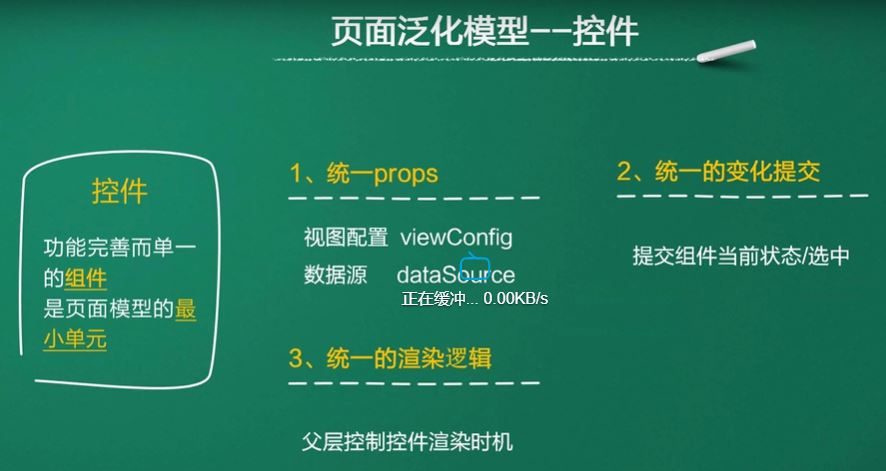 页面泛化模型--控件
控件
功能完善而单一
的组件
是页面模型的最
小单元
1、统一props
视图配置 viewConfig
数据源 dataSource
正在缓冲... 0.00KB/s
2、统一的变化提交
提交组件当前状态/选中
3、统一的渲染逻辑
父层控制控件渲染时机